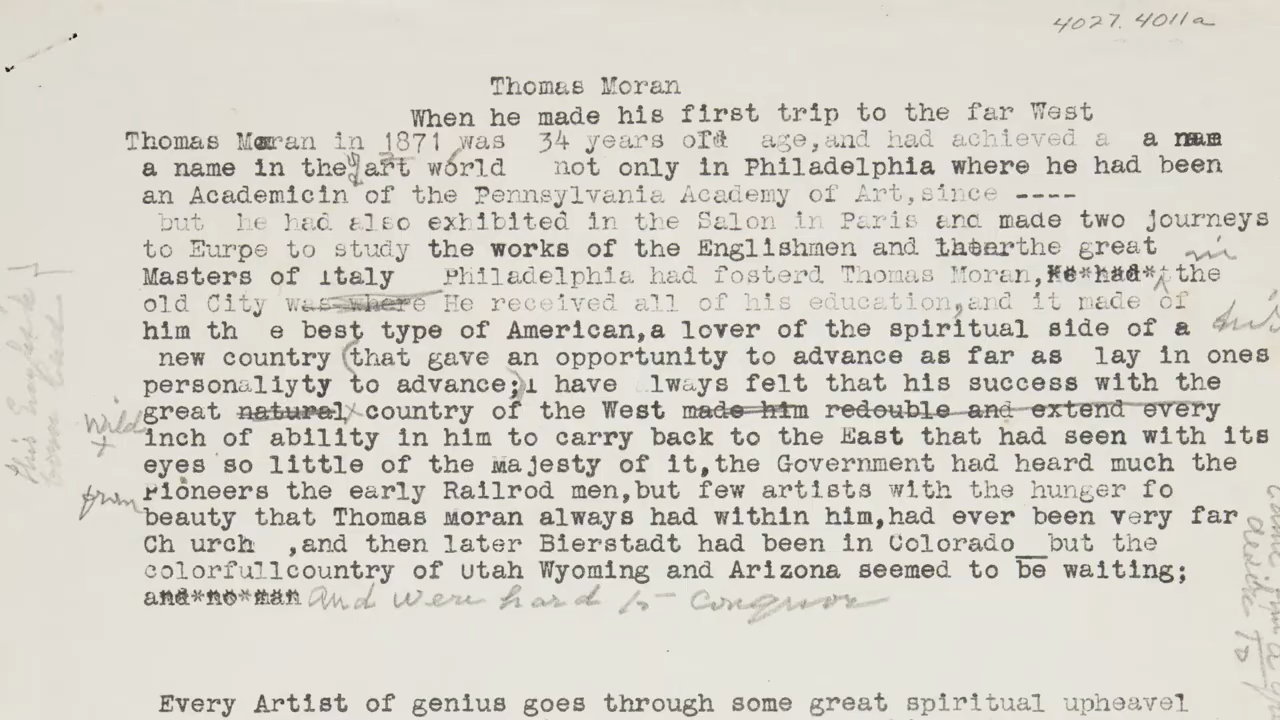 4027.4011a
Thomas Moran
When he made his first trip to the far West
Thomas Moran in 1871 was 34 years old age,and had achieved a a nam
a name in the art world not only in Philadelphia where he had been
an Academicin of the Pennsylvania Academy of Art,since ----
but he had also exhibited in the Salon in Paris and made two journeys
to Eurpe to study the works of the Englishmen and the great
in
Masters of italy Philadelphia had fosterd Thomas Moran,He*had* the
old City was where He received all of his education,and it made of
him th e best type of American,a lover of the spiritual side of a
new country (that gave an opportunity to advance as far as lay in ones
personaliyty to advance;)i have lways felt that his success with the
great natural country of the West made him redouble and extend every
Wild
+
inch of ability in him to carry back to the East that had seen with its
eyes so little of the Majesty of it,the Government had heard much the
from
Pioneers the early Railrod men,but few artists with the hunger fo
beauty that Thomas Moran always had within him,had ever been very far
Ch urch ,and then later Bierstadt had been in Colorado_ but the
colorfullcountry of Utah Wyoming and Arizona seemed to be waiting;
and*no*man And were hard to conquor
Every Artist of genius goes through some great spiritual upheavel